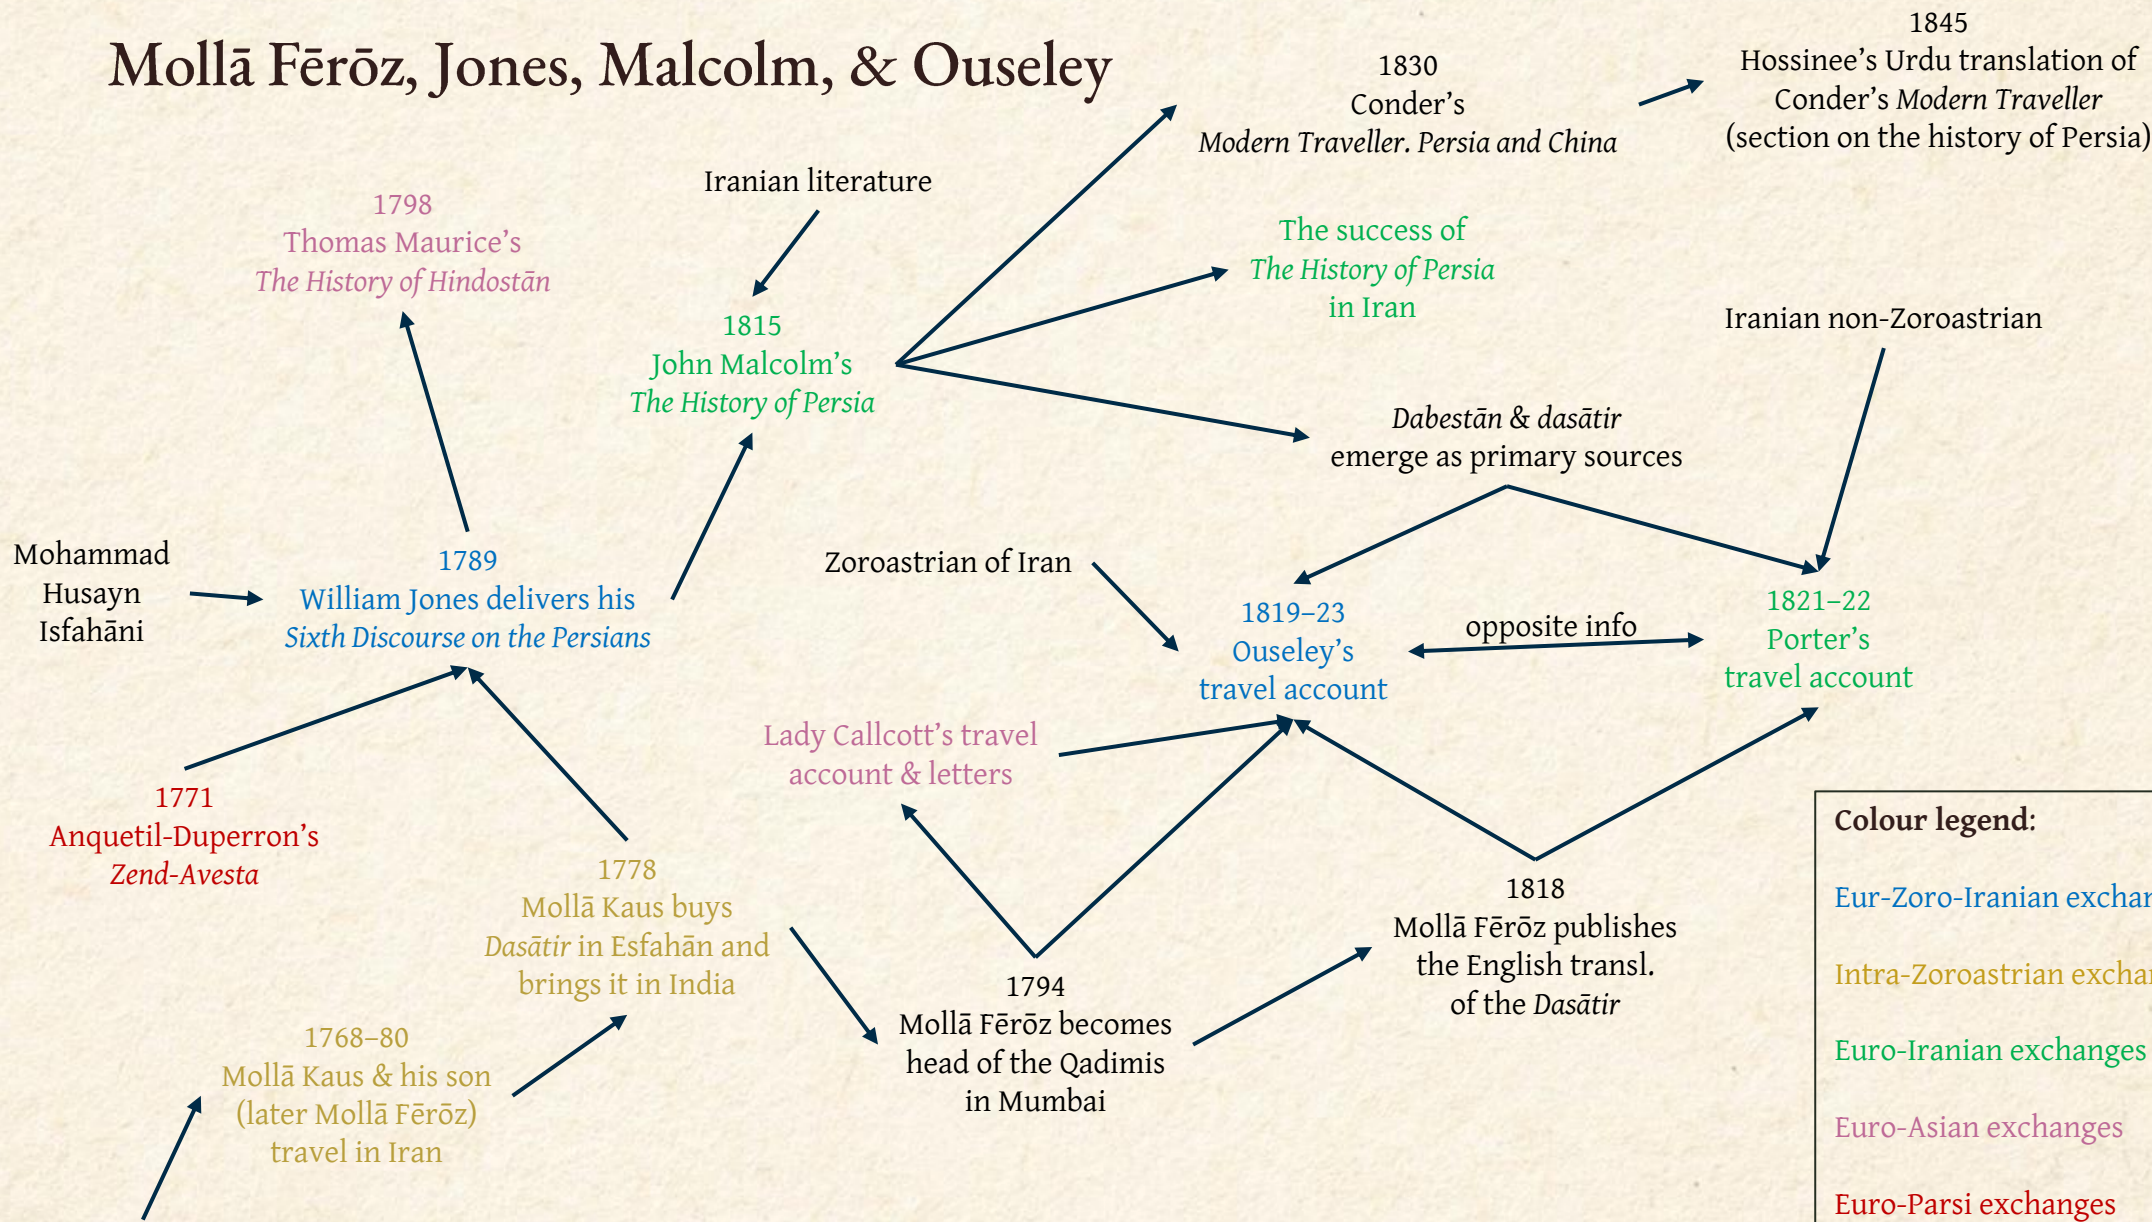 Mollā Fērōz, Jones, Malcolm, & Ouseley
1830
Conder’s
Modern Traveller. Persia and China
1845
Hossinee’s Urdu translation of
Conder’s Modern Traveller
(section on the history of Persia)
1798
Thomas Maurice’s
The History of Hindostān
Iranian literature
The success of
The History of Persia
in Iran
1815
John Malcolm’s
The History of Persia
Iranian non-Zoroastrian
Dabestān & dasātir
emerge as primary sources
Mohammad
Husayn
Isfahāni
1789
William Jones delivers his
Sixth Discourse on the Persians
Zoroastrian of Iran
1819–23
Ouseley’s
travel account
opposite info
1821–22
Porter’s
travel account
Lady Callcott’s travel
account & letters
1771
Anquetil-Duperron’s
Zend-Avesta
1778
Mollā Kaus buys
Dasātir in Esfahān and
brings it in India
1794
Mollā Fērōz becomes
head of the Qadimis
in Mumbai
1818
Mollā Fērōz publishes
the English transl.
of the Dasātir
1768–80
Mollā Kaus & his son
(later Mollā Fērōz)
travel in Iran
Colour legend:
Eur-Zoro-Iranian
Intra-Zoroastrian
Euro-Iranian exchanges
Euro-Asian exchanges
Euro-Parsi exchanges